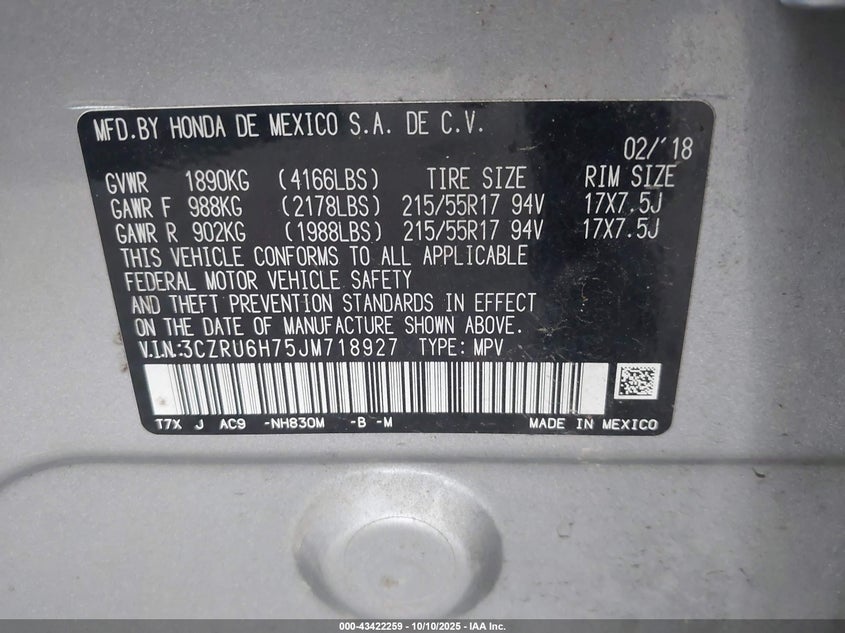 MFD.BY HONDA DE MEXICO S.A. DE C.V.
02/'18
GVWR 1890KG (4166LBS) TIRE SIZE RIM SIZE
GAWR F 988KG (2178LBS) 215/55R17 94V 17X7.5J
GAWR R 902KG (1988LBS) 215/55R17 94V 17X7.5J
THIS VEHICLE CONFORMS TO ALL APPLICABLE
FEDERAL MOTOR VEHICLE SAFETY
AND THEFT PREVENTION STANDARDS IN EFFECT
ON THE DATE OF MANUFACTURE SHOWN ABOVE.
V.I.N.:3CZRU6H75JM718927 TYPE: MPV
T7X J AC9 -NH830M -B -M MADE IN MEXICO
000-43422259 - 10/10/2025 - IAA Inc.